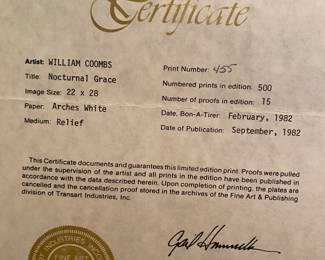 Certificate
Artist: WILLIAM COOMBS
Print Number: 455
Title: Nocturnal Grace
Numbered prints in edition: 500
Image Size: 22 x 28
Number of proofs in edition: 15
Paper: Arches White
Date, Bon-A-Tirer: February, 1982
Medium: Relief
Date of Publication: September, 1982
This Certificate documents and guarantees this limited edition print. Proofs were pulled
under the supervision of the artist and all prints in the edition have been published in
accordance with the data described herein. Upon completion of printing, the plates are
cancelled and the cancellation proof stored in the archives of the Fine Art & Publishing
division of Transart Industries, Inc.
INDUSTRIES
FINE ART